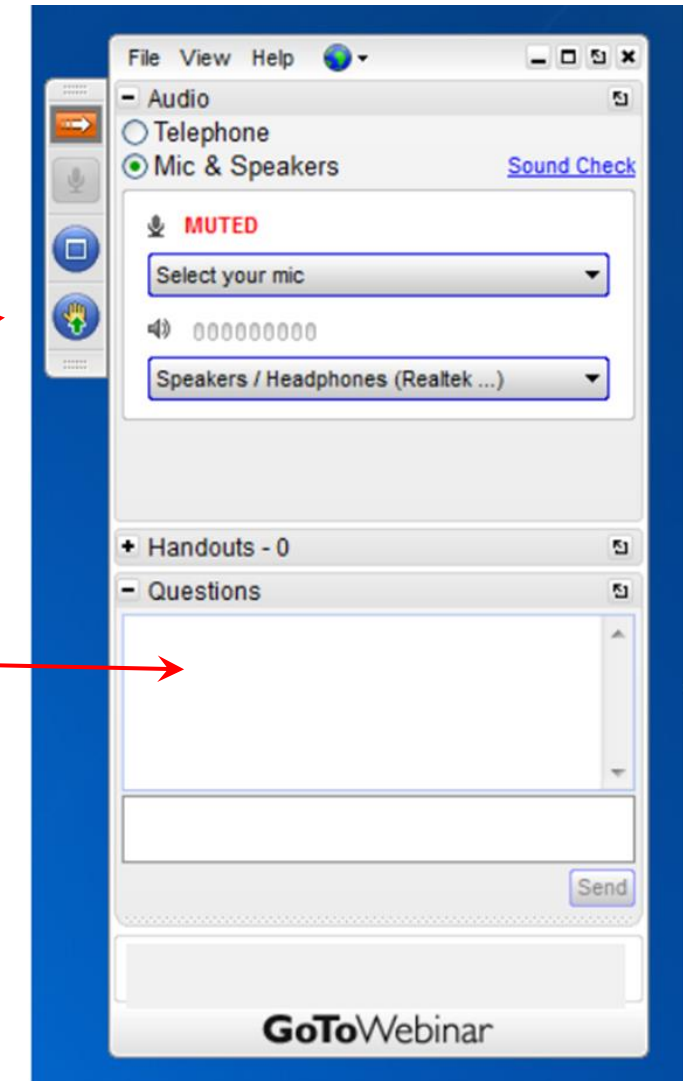 File View Help
Audio
Telephone
Mic & Speakers Sound Check
MUTED
Select your mic
000000000
Speakers / Headphones (Realtek ...)
Handouts - 0
Questions
Send
GoToWebinar